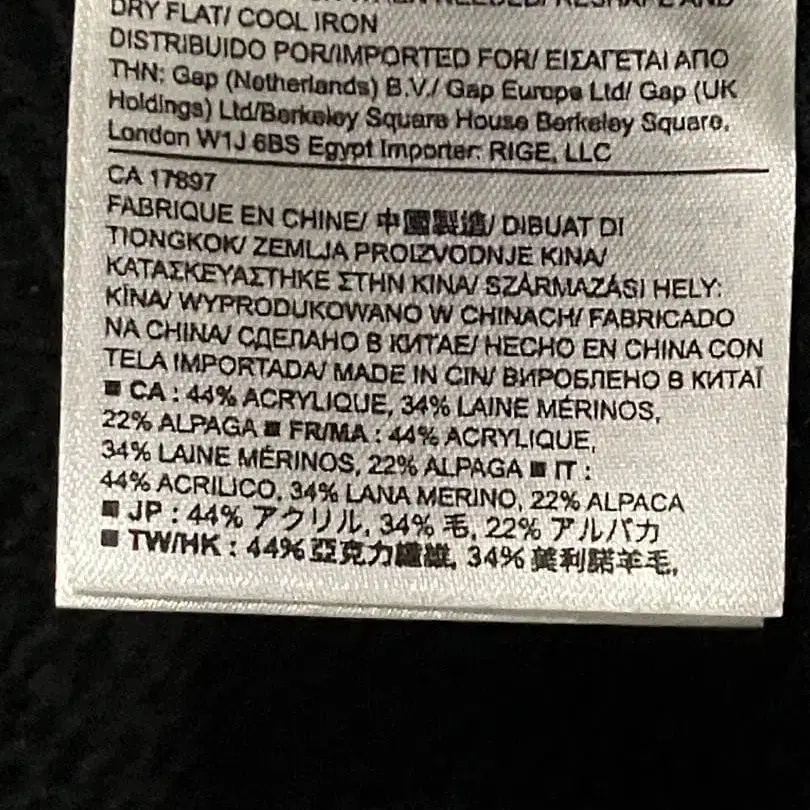 DRY FLAT/ COOL IRON
DISTRIBUIDO POR/IMPORTED FOR/ ΕΙΣΑΓΕΤΑΙ ΑΠΟ
ΤΗΝ: Gap (Netherlands) B.V./ Gap Europe Ltd/ Gap (UK
Holdings) Ltd/Berkeley Square House Berkeley Square,
London W1J 6BS Egypt Importer: RIGE, LLC
CA 17897
FABRIQUE EN CHINE/ 中國製造/ DIBUAT DI
TIONGKOK/ ZEMLJA PROIZVODNJE KINA/
ΚΑΤΑΣΚΕΥΑΣΤΗΚΕ ΣΤΗΝ ΚΙΝΑ/ SZÁRMAZÁSI HELY:
KÍNA/ WYPRODUKOWANO W CHINACH/ FABRICADO
NA CHINA/ СДЕЛАНО В КИТАЕ/ HECHO EN CHINA CON
TELA IMPORTADA/ MADE IN CIN/ ВИРОБЛЕНО В КИТАЇ
■ CA : 44% ACRYLIQUE, 34% LAINE MÉRINOS,
22% ALPAGA ■ FR/MA : 44% ACRYLIQUE,
34% LAINE MÉRINOS, 22% ALPAGA ■ IT :
44% ACRILICO, 34% LANA MERINO, 22% ALPACA
■ JP : 44% アクリル, 34% 毛, 22% アルパカ
■ TW/HK : 44% 亞克力纖維, 34% 美利諾羊毛,